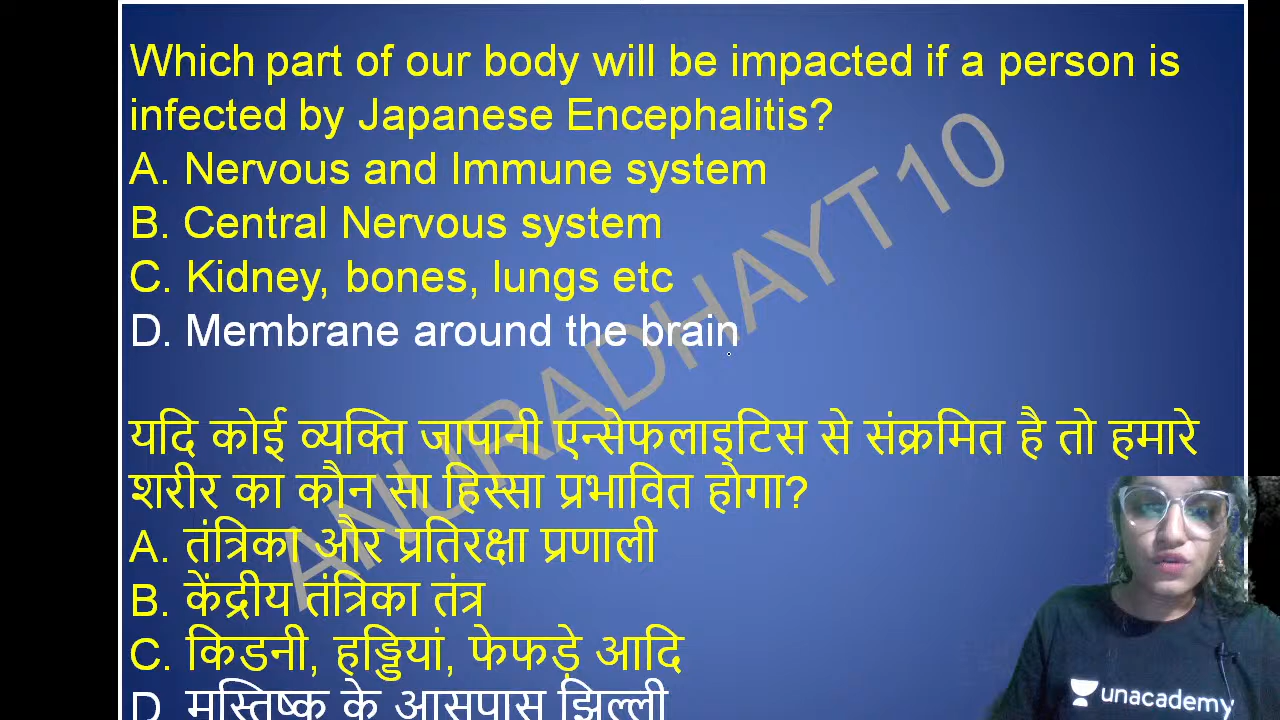 Which part of our body will be impacted if a person is
infected by Japanese Encephalitis?
A. Nervous and Immune system
B. Central Nervous system
C. Kidney, bones, lungs etc
D. Membrane around the brain
ANURADHAYT10
यदि कोई व्यक्ति जापानी एन्सेफलाइटिस से संक्रमित है तो हमारे
शरीर का कौन सा हिस्सा प्रभावित होगा?
A. तंत्रिका और प्रतिरक्षा प्रणाली
B. केंद्रीय तंत्रिका तंत्र
C. किडनी, हड्डियां, फेफड़े आदि
D. मस्तिष्क के आसपास झिल्ली
unacademy